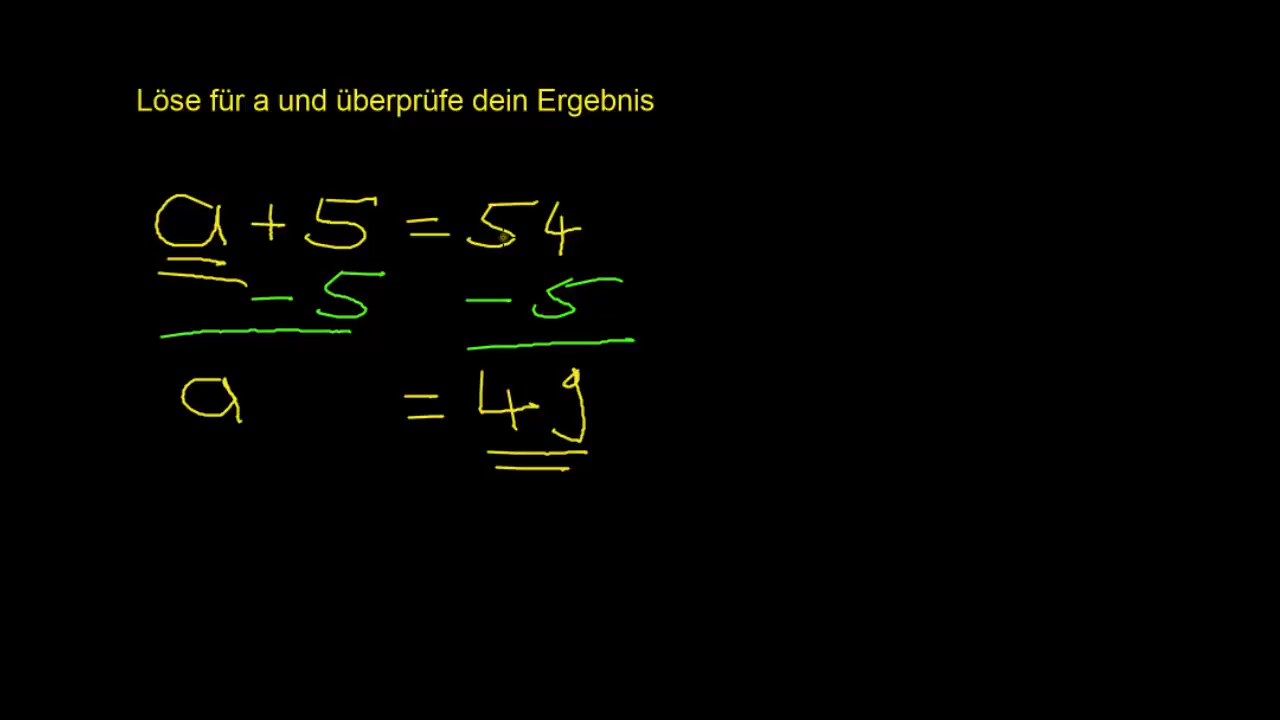 Löse für a und überprüfe dein Ergebnis
a + 5 = 54
- 5 - 5
a = 49